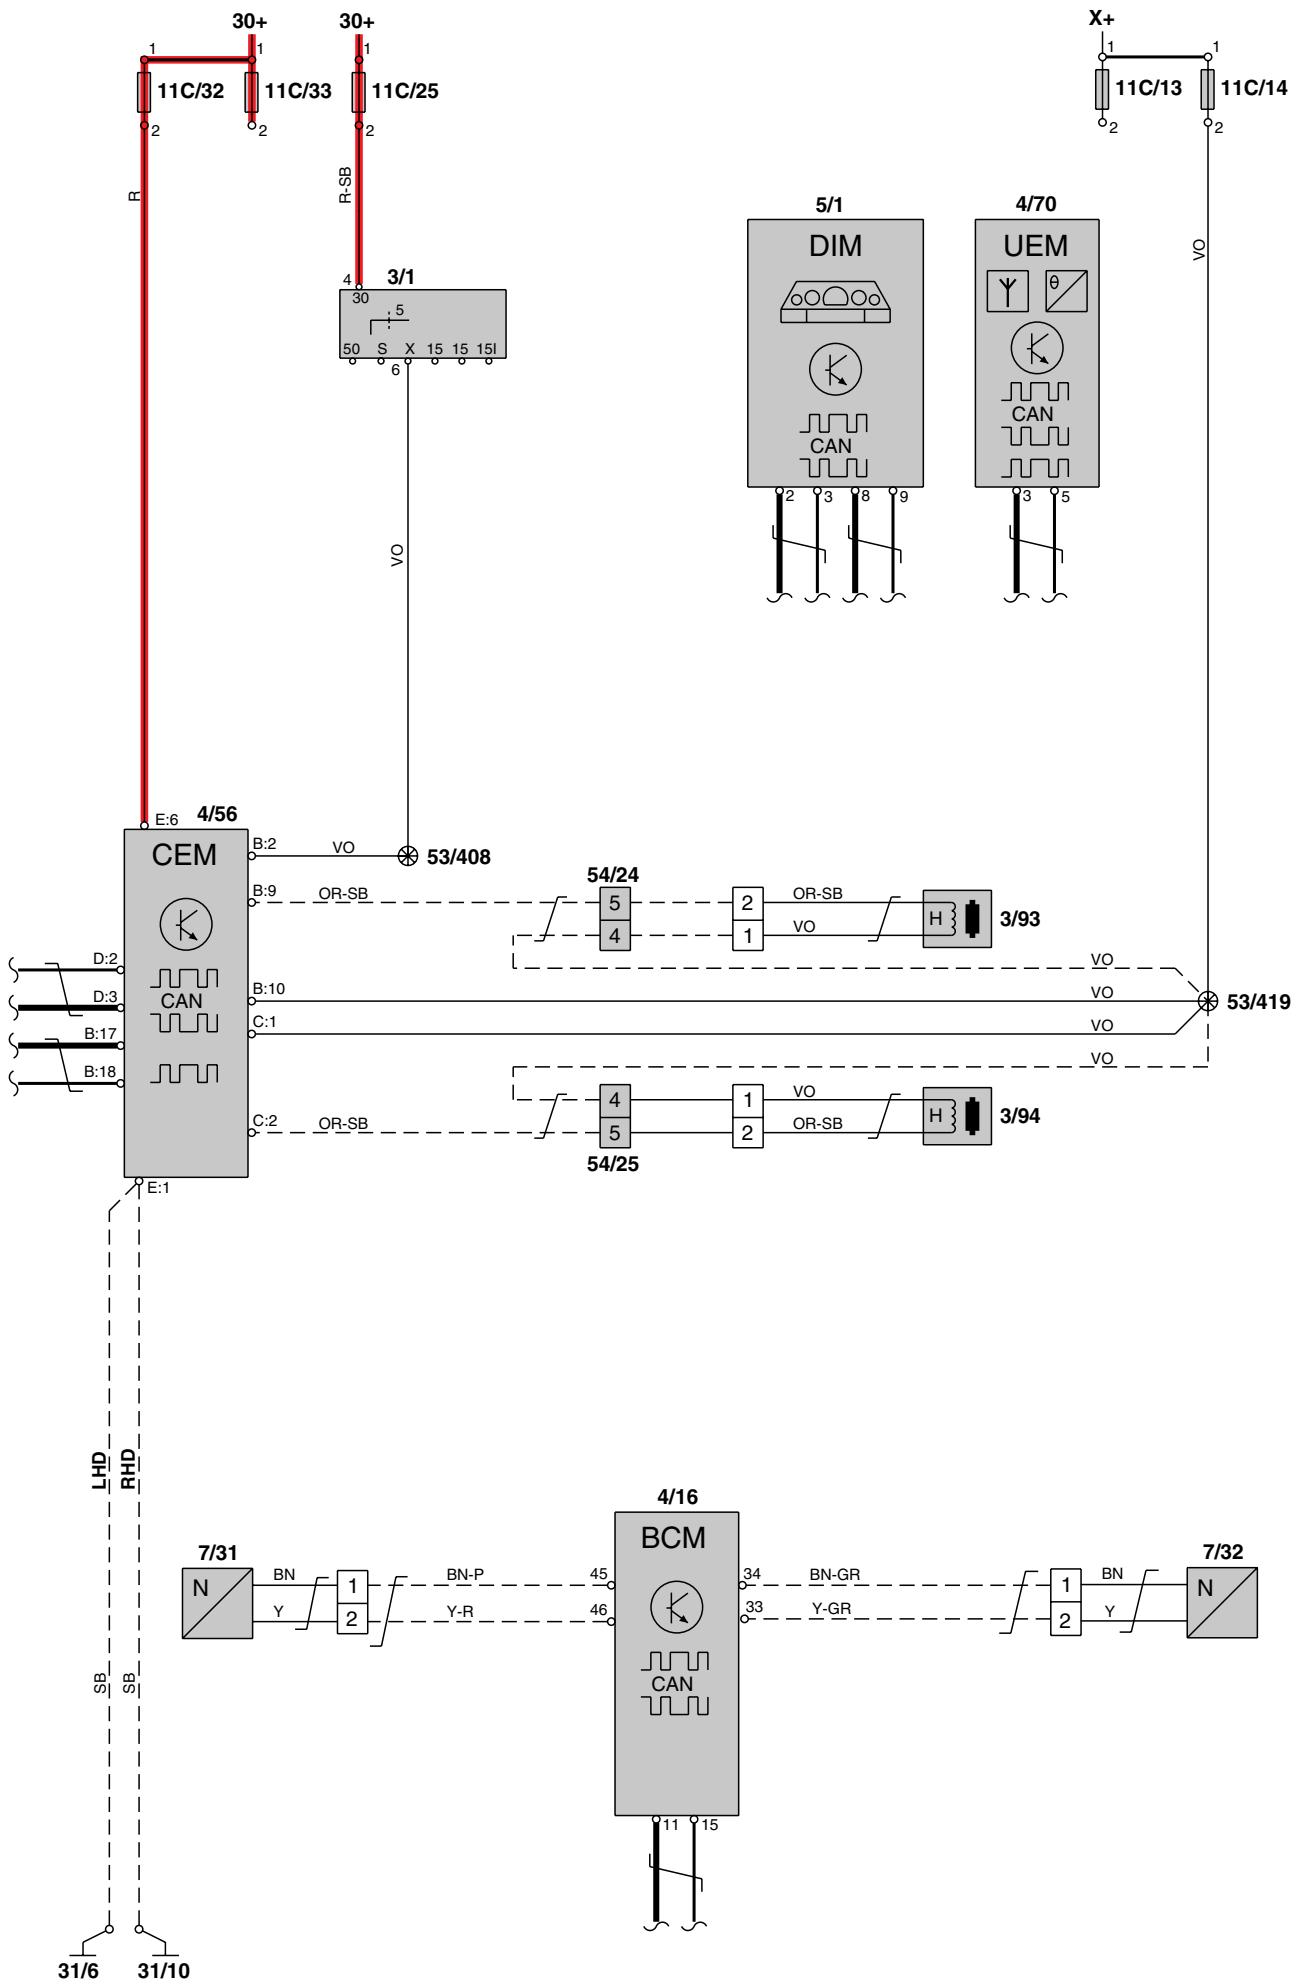 30+ 30+ X+
1 1 1 1 1
11C/32 11C/33 11C/25 11C/13 11C/14
2 2 2 2 2
R R-SB VO
5/1 4/70
DIM UEM
θ
4 3/1
30
5
50 S X 15 15 15I
6
CAN
CAN
2 3 8 9 3 5
VO
E:6 4/56
CEM
B:2 VO 53/408
54/24
B:9 OR-SB 5 2 OR-SB
H 3/93
4 1 VO
D:2 VO
D:3 CAN B:10 VO 53/419
C:1 VO
B:17 VO
B:18
4 1 VO
H 3/94
C:2 OR-SB 5 2 OR-SB
54/25
E:1
LHD RHD
4/16
BCM
7/31 7/32
N BN 1 BN-P 45 34 BN-GR 1 BN N
Y 2 Y-R 46 33 Y-GR 2 Y
SB SB
CAN
11 15
31/6 31/10